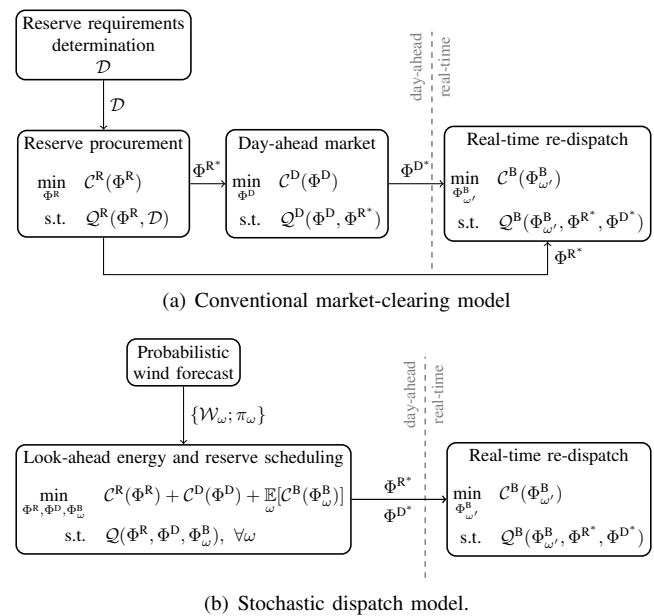 Reserve requirements
determination
𝒟
𝒟
day-ahead
real-time
Reserve procurement
min 𝒞^R(Φ^R)
Φ^R
s.t. 𝒬^R(Φ^R, 𝒟)
Φ^R*
Day-ahead market
min 𝒞^D(Φ^D)
Φ^D
s.t. 𝒬^D(Φ^D, Φ^R*)
Φ^D*
Real-time re-dispatch
min 𝒞^B(Φ^B_ω′)
Φ^B_ω′
s.t. 𝒬^B(Φ^B_ω′, Φ^R*, Φ^D*)
Φ^R*
(a) Conventional market-clearing model
Probabilistic
wind forecast
{𝒲_ω; π_ω}
day-ahead
real-time
Look-ahead energy and reserve scheduling
min 𝒞^R(Φ^R) + 𝒞^D(Φ^D) + 𝔼[𝒞^B(Φ^B_ω)]
Φ^R,Φ^D,Φ^B_ω ω
s.t. 𝒬(Φ^R, Φ^D, Φ^B_ω), ∀ω
Φ^R*
Φ^D*
Real-time re-dispatch
min 𝒞^B(Φ^B_ω′)
Φ^B_ω′
s.t. 𝒬^B(Φ^B_ω′, Φ^R*, Φ^D*)
(b) Stochastic dispatch model.